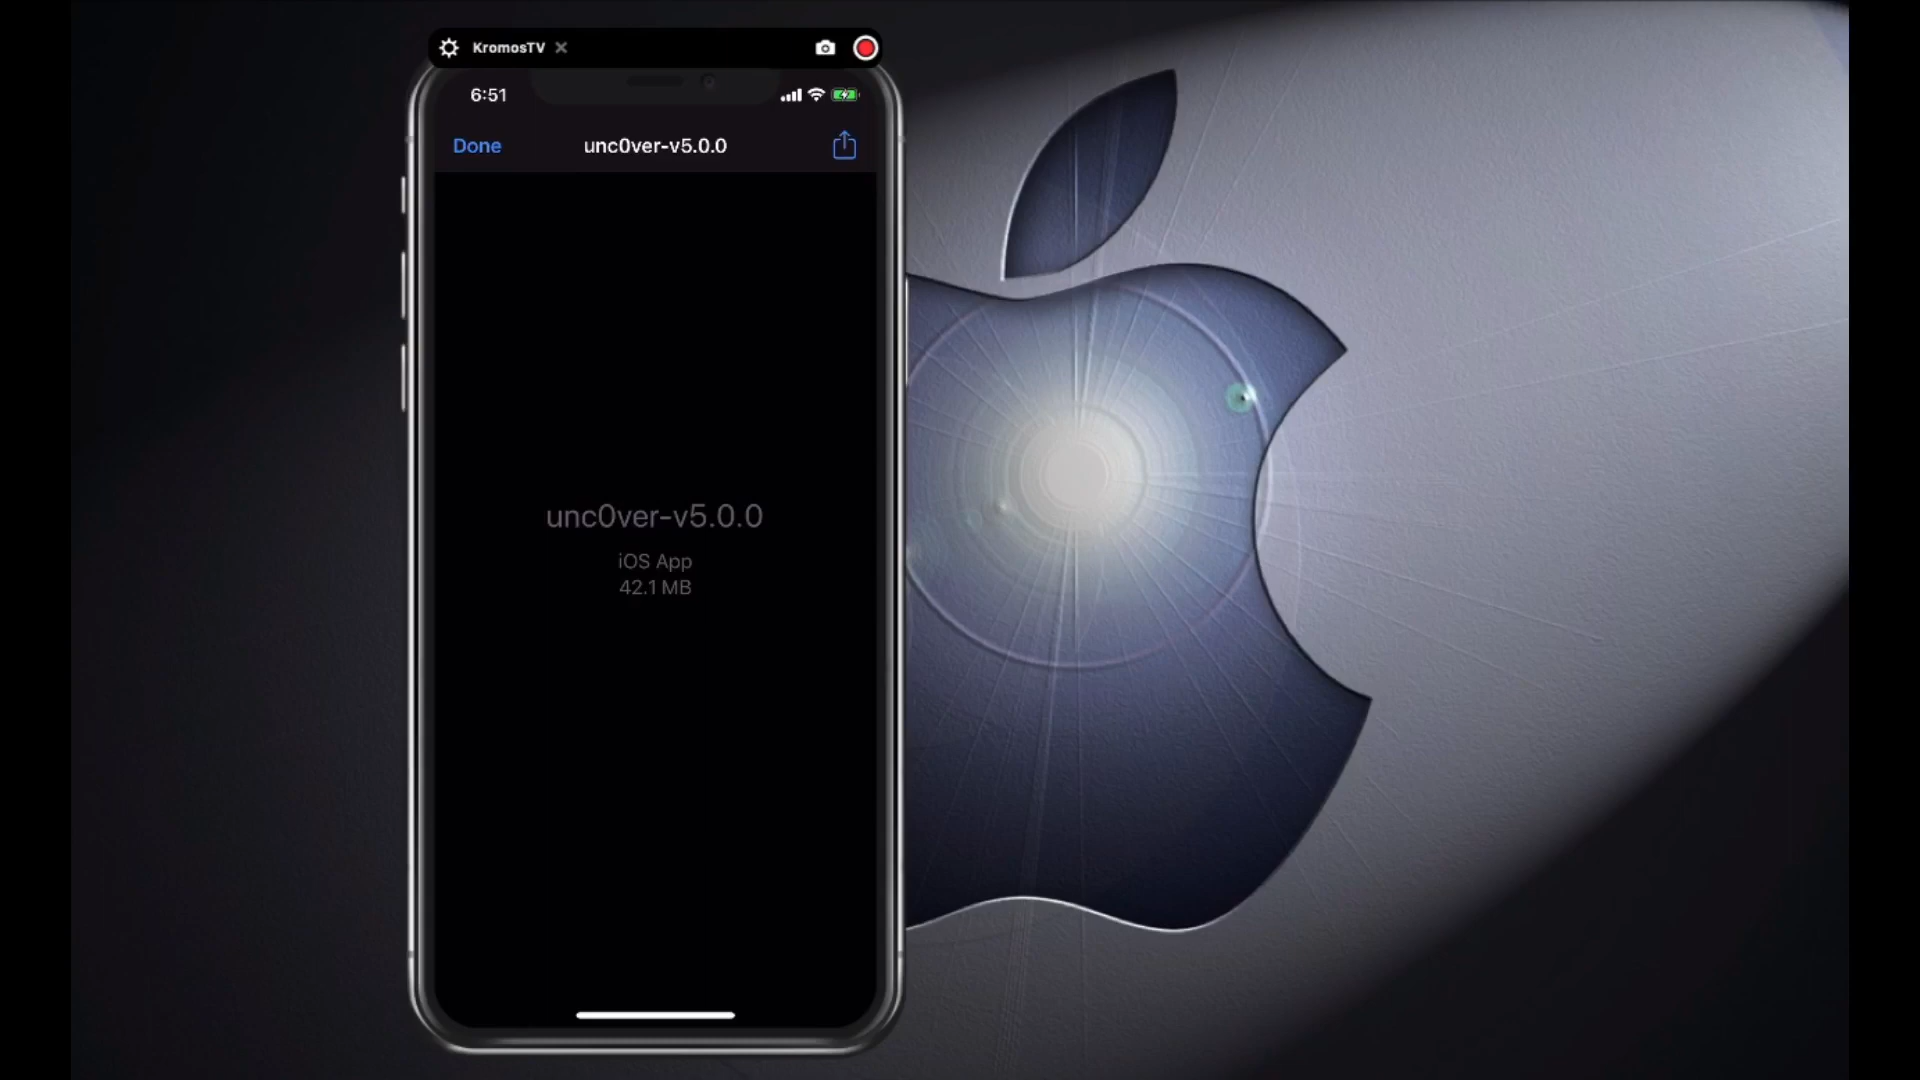 KromosTV
6:51
Done
unc0ver-v5.0.0
unc0ver-v5.0.0
iOS App
42.1 MB